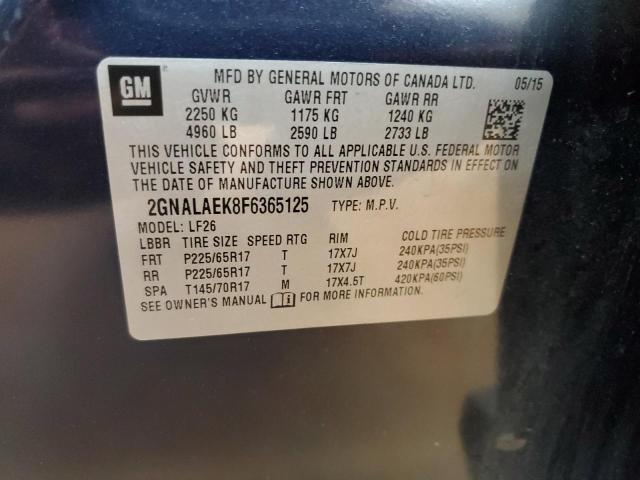 GM
MFD BY GENERAL MOTORS OF CANADA LTD. 05/15
GVWR GAWR FRT GAWR RR
2250 KG 1175 KG 1240 KG
4960 LB 2590 LB 2733 LB
THIS VEHICLE CONFORMS TO ALL APPLICABLE U.S. FEDERAL MOTOR
VEHICLE SAFETY AND THEFT PREVENTION STANDARDS IN EFFECT ON
THE DATE OF MANUFACTURE SHOWN ABOVE.
2GNALAEK8F6365125 TYPE: M.P.V.
MODEL: LF26
LBBR TIRE SIZE SPEED RTG RIM COLD TIRE PRESSURE
FRT P225/65R17 T 17X7J 240KPA(35PSI)
RR P225/65R17 T 17X7J 240KPA(35PSI)
SPA T145/70R17 M 17X4.5T 420KPA(60PSI)
SEE OWNER'S MANUAL FOR MORE INFORMATION.